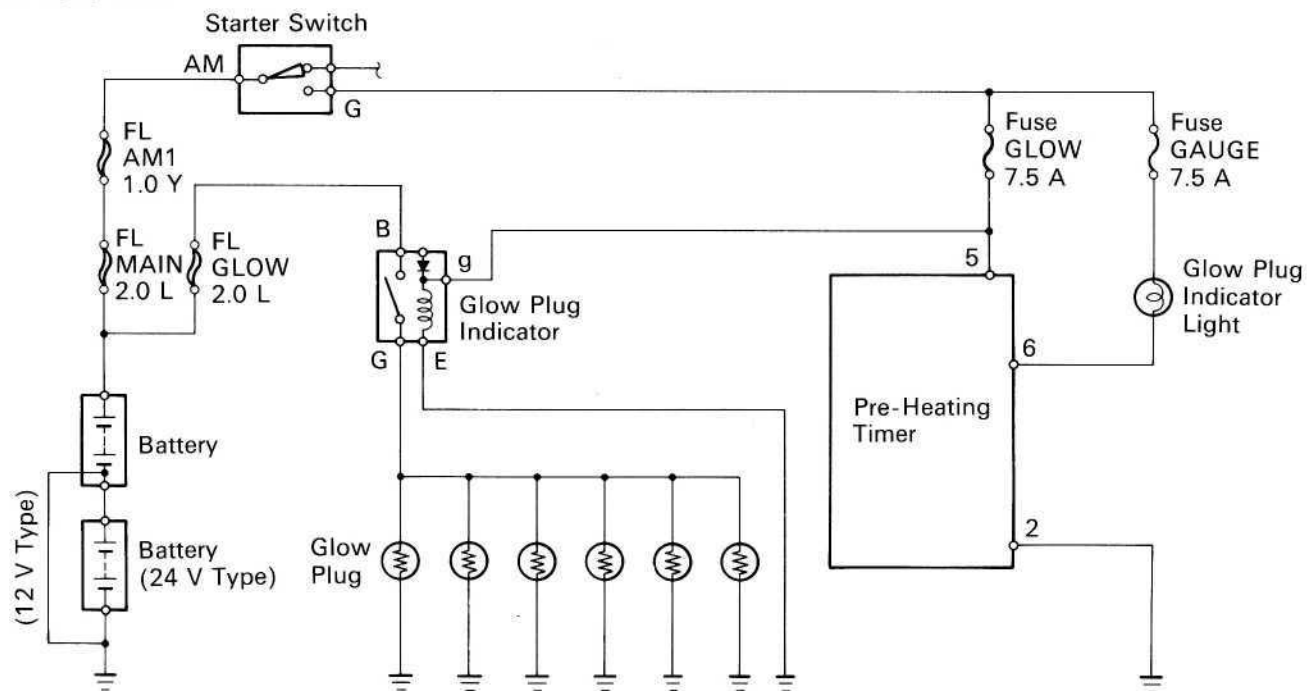 Starter Switch
AM
G
FL
AM1
1.0 Y
FL
MAIN
2.0 L
FL
GLOW
2.0 L
B
g
Glow Plug
Indicator
G
E
Fuse
GLOW
7.5 A
Fuse
GAUGE
7.5 A
5
Glow Plug
Indicator
Light
6
Pre-Heating
Timer
2
Battery
(12 V Type)
Battery
(24 V Type)
Glow
Plug